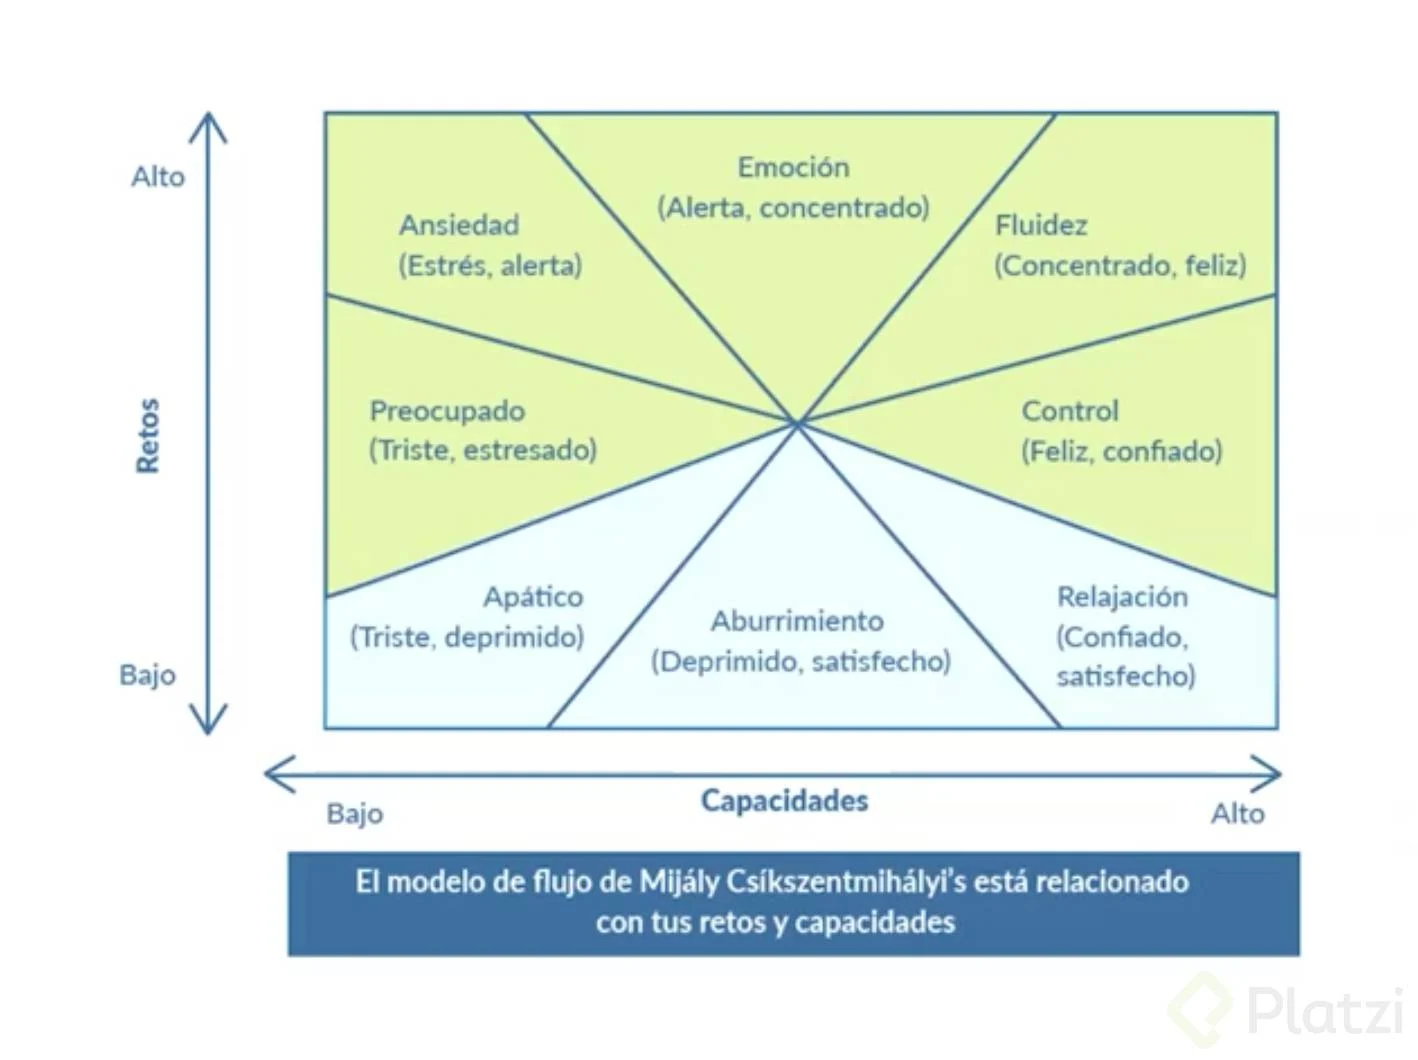 Alto
Emoción
(Alerta, concentrado)
Ansiedad
(Estrés, alerta)
Fluidez
(Concentrado, feliz)
Retos
Preocupado
(Triste, estresado)
Control
(Feliz, confiado)
Apático
(Triste, deprimido)
Aburrimiento
(Deprimido, satisfecho)
Relajación
(Confiado,
satisfecho)
Bajo
Capacidades
Bajo
Alto
El modelo de flujo de Mijály Csíkszentmihályi's está relacionado
con tus retos y capacidades
Platzi